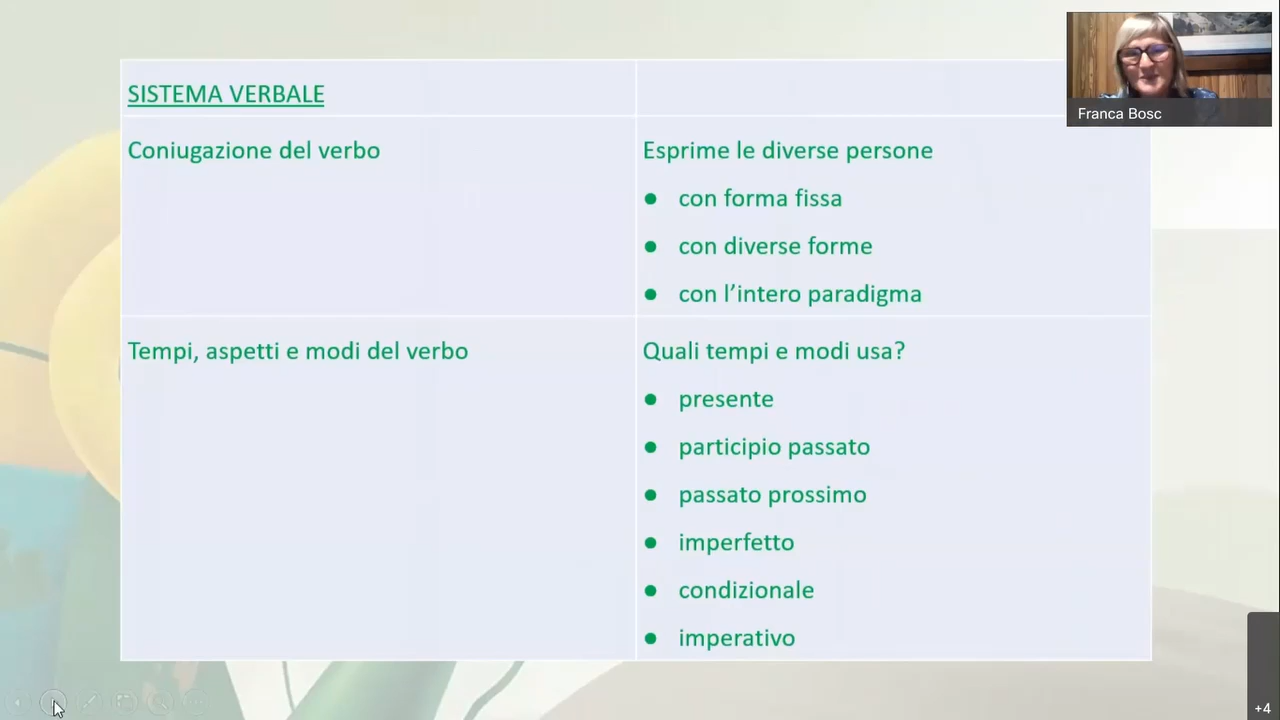 SISTEMA VERBALE
Coniugazione del verbo
Esprime le diverse persone
● con forma fissa
● con diverse forme
● con l’intero paradigma
Tempi, aspetti e modi del verbo
Quali tempi e modi usa?
● presente
● participio passato
● passato prossimo
● imperfetto
● condizionale
● imperativo
Franca Bosc
+4